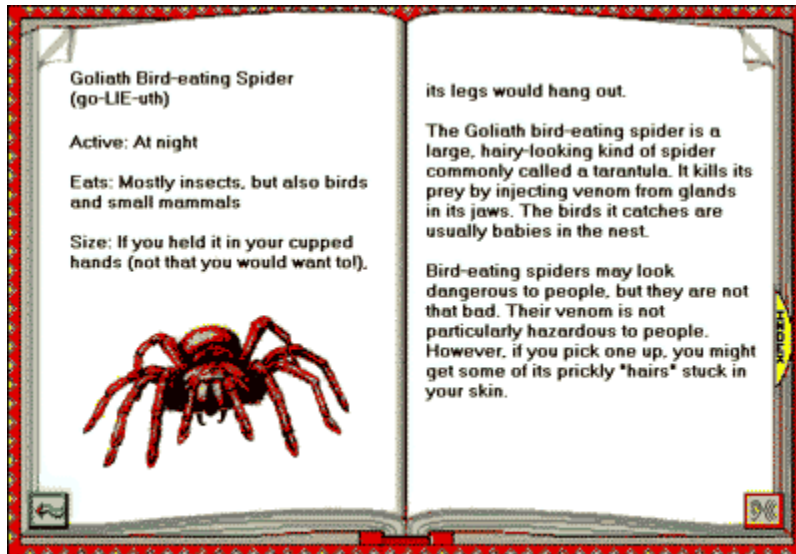 Goliath Bird-eating Spider
(go-LIE-uth)
Active: At night
Eats: Mostly insects, but also birds
and small mammals
Size: If you held it in your cupped
hands (not that you would want to!),
its legs would hang out.
The Goliath bird-eating spider is a
large, hairy-looking kind of spider
commonly called a tarantula. It kills its
prey by injecting venom from glands
in its jaws. The birds it catches are
usually babies in the nest.
Bird-eating spiders may look
dangerous to people, but they are not
that bad. Their venom is not
particularly hazardous to people.
However, if you pick one up, you might
get some of its prickly "hairs" stuck in
your skin.
INDEX